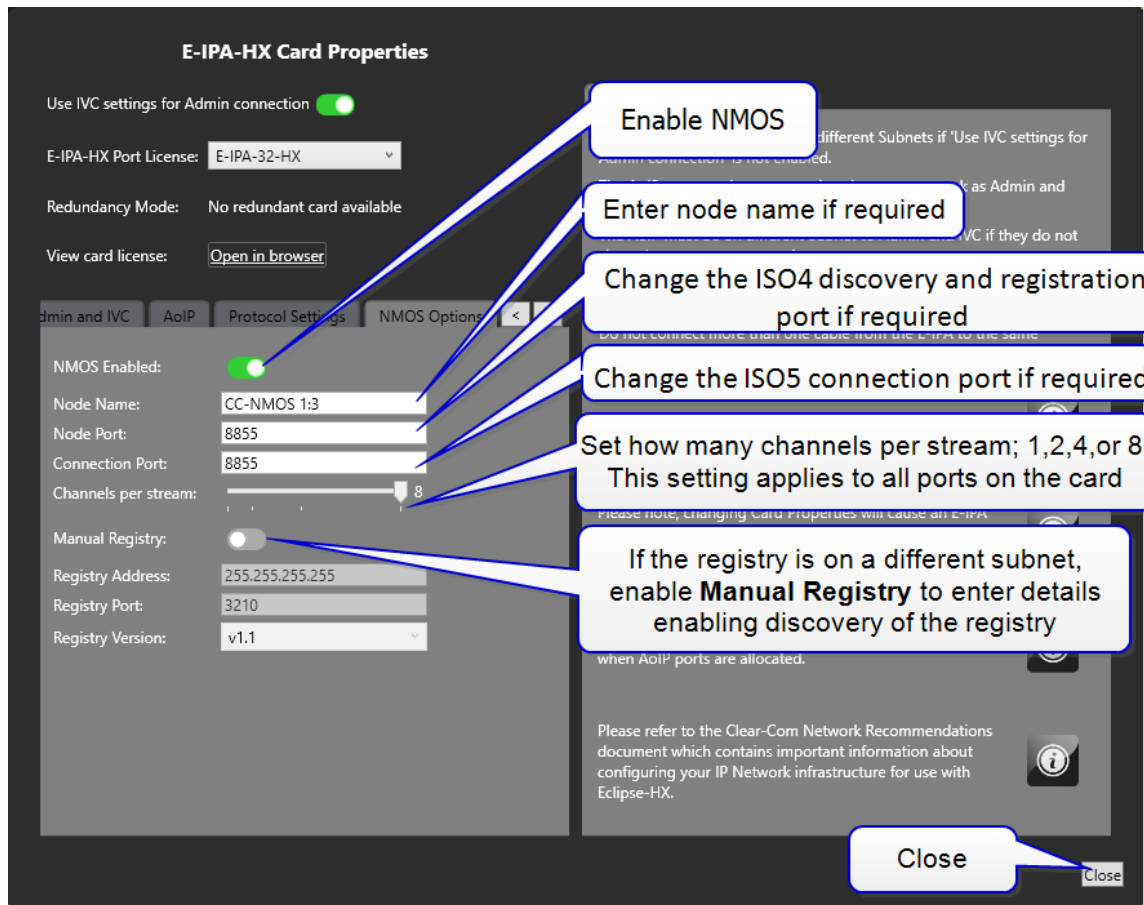 E-IPA-HX Card Properties
Use IVC settings for Admin connection
E-IPA-HX Port License: E-IPA-32-HX
Redundancy Mode: No redundant card available
View card license: Open in browser
dmin and IVC AoIP Protocol Settings NMOS Options <
NMOS Enabled:
Node Name: CC-NMOS 1:3
Node Port: 8855
Connection Port: 8855
Channels per stream: 8
Manual Registry:
Registry Address: 255.255.255.255
Registry Port: 3210
Registry Version: v1.1
Enable NMOS
different Subnets if 'Use IVC settings for
Admin connection' is not enabled.
as Admin and
IVC if they do not
Enter node name if required
Change the ISO4 discovery and registration
port if required
Do not connect more than one cable from the E-IPA to the same
Change the ISO5 connection port if required
Set how many channels per stream; 1,2,4,or 8
This setting applies to all ports on the card
Please note, changing Card Properties will cause an E-IPA
If the registry is on a different subnet,
enable Manual Registry to enter details
enabling discovery of the registry
when AoIP ports are allocated.
Please refer to the Clear-Com Network Recommendations
document which contains important information about
configuring your IP Network infrastructure for use with
Eclipse-HX.
Close
Close